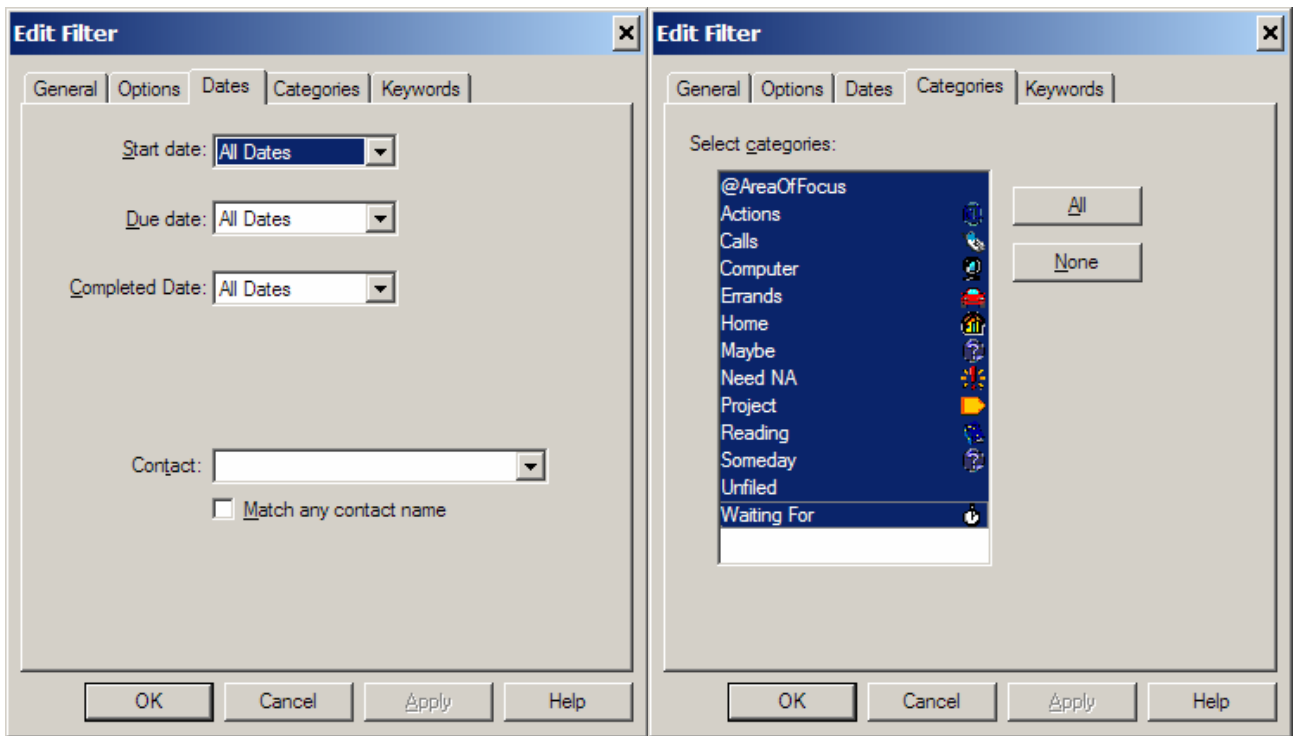 Edit Filter
General Options Dates Categories Keywords
Start date: All Dates
Due date: All Dates
Completed Date: All Dates
Contact:
Match any contact name
OK Cancel Apply Help
Edit Filter
General Options Dates Categories Keywords
Select categories:
@AreaOfFocus
Actions
Calls
Computer
Errands
Home
Maybe
Need NA
Project
Reading
Someday
Unfiled
Waiting For
All
None
OK Cancel Apply Help